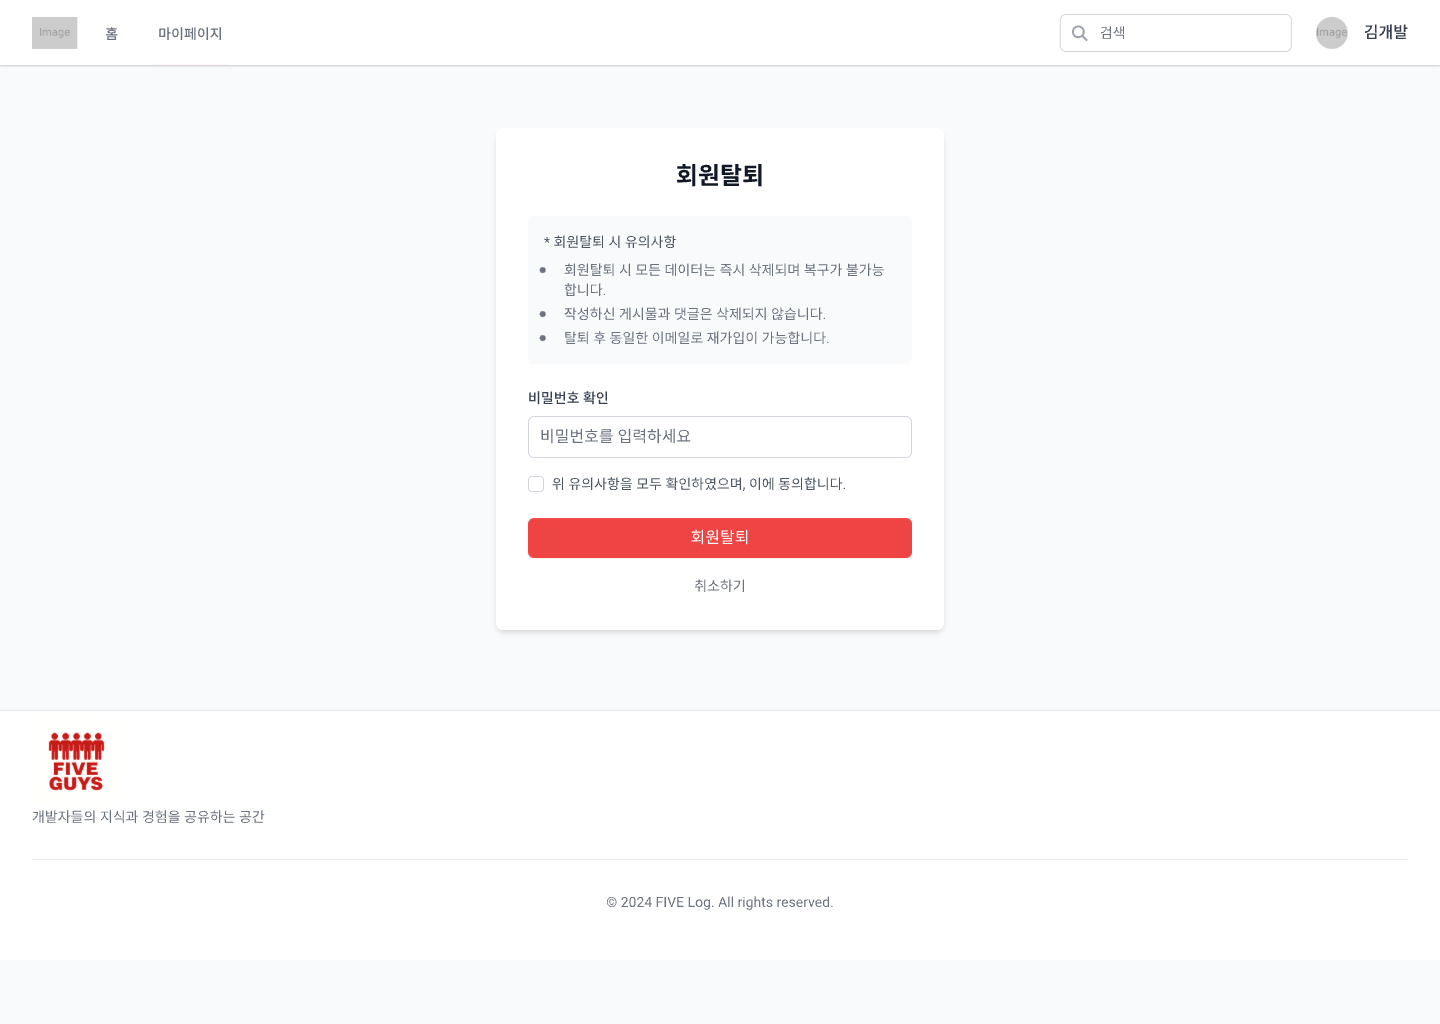 Image
홈
마이페이지
검색
Image
김개발
회원탈퇴
* 회원탈퇴 시 유의사항
회원탈퇴 시 모든 데이터는 즉시 삭제되며 복구가 불가능
합니다.
작성하신 게시물과 댓글은 삭제되지 않습니다.
탈퇴 후 동일한 이메일로 재가입이 가능합니다.
비밀번호 확인
비밀번호를 입력하세요
위 유의사항을 모두 확인하였으며, 이에 동의합니다.
회원탈퇴
취소하기
FIVE
GUYS
개발자들의 지식과 경험을 공유하는 공간
© 2024 FIVE Log. All rights reserved.